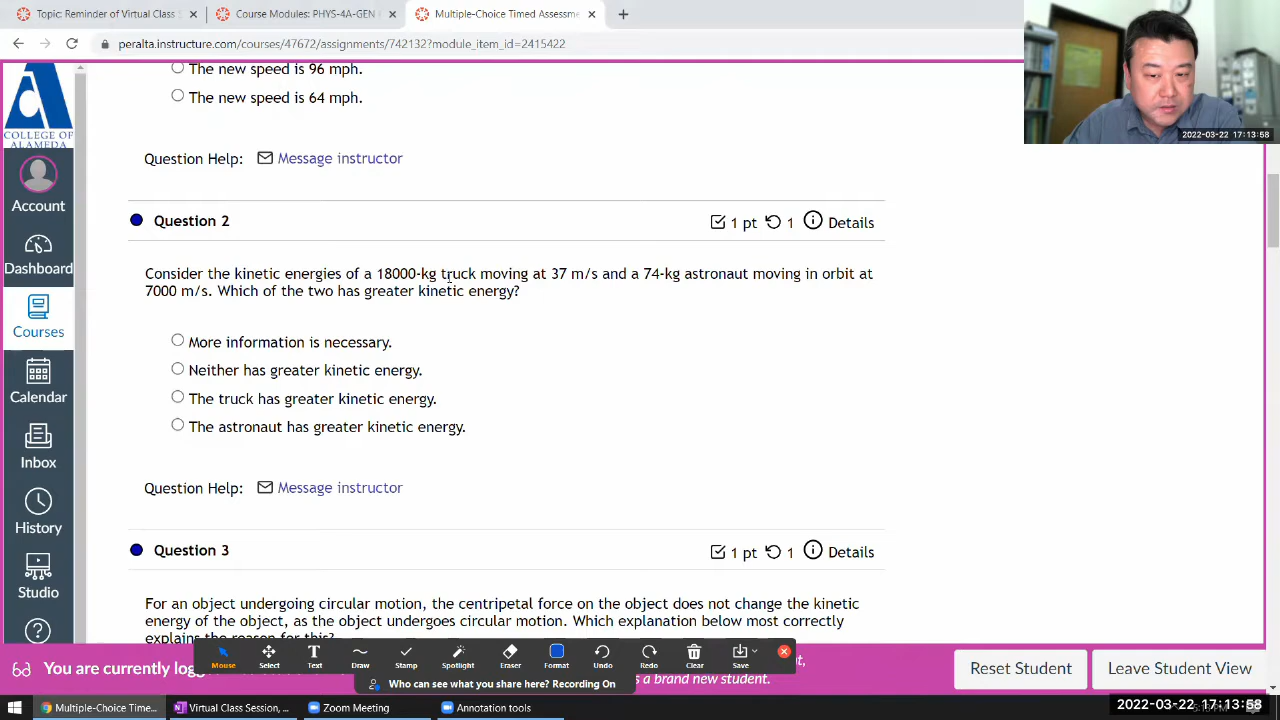 Topic: Reminder of Virtual Class S
Course Modules: PHYS-4A-GEN (
Multiple-Choice Timed Assessme
peralta.instructure.com/courses/47672/assignments/742132?module_item_id=2415422
2022-03-22 17:13:58
COLLEGE OF
ALAMEDA
Account
Dashboard
Courses
Calendar
Inbox
History
Studio
The new speed is 96 mph.
The new speed is 64 mph.
Question Help: Message instructor
Question 2
1 pt 1 Details
Consider the kinetic energies of a 18000-kg truck moving at 37 m/s and a 74-kg astronaut moving in orbit at
7000 m/s. Which of the two has greater kinetic energy?
More information is necessary.
Neither has greater kinetic energy.
The truck has greater kinetic energy.
The astronaut has greater kinetic energy.
Question Help: Message instructor
Question 3
1 pt 1 Details
For an object undergoing circular motion, the centripetal force on the object does not change the kinetic
energy of the object, as the object undergoes circular motion. Which explanation below most correctly
explains the reason for this?
Mouse Select Text Draw Stamp Spotlight Eraser Format Undo Redo Clear Save
Who can see what you share here? Recording On
You are currently log
s a brand new student.
Reset Student
Leave Student View
Multiple-Choice Time...
Virtual Class Session, ...
Zoom Meeting
Annotation tools
2022-03-22 17:13:58